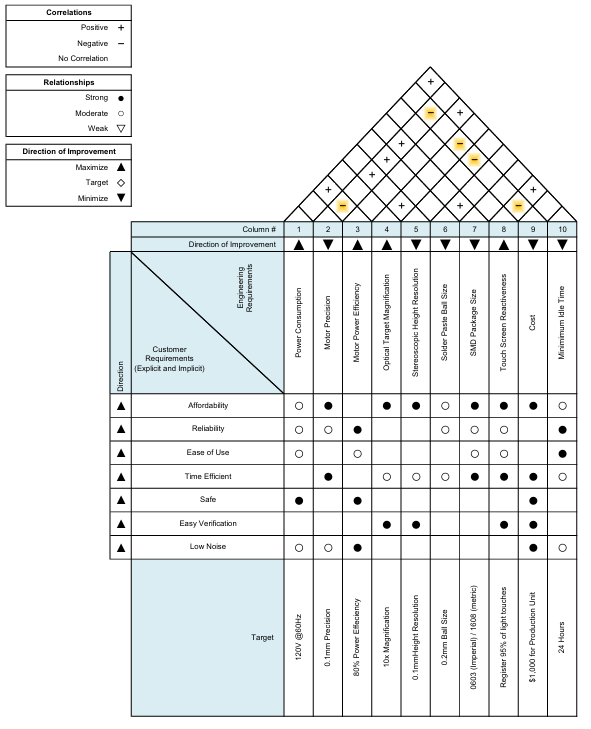 Correlations
Positive +
Negative −
No Correlation
Relationships
Strong ●
Moderate ○
Weak ▽
Direction of Improvement
Maximize ▲
Target ◇
Minimize ▼
Column # 1 2 3 4 5 6 7 8 9 10
Direction of Improvement ▲ ▼ ▲ ▲ ▼ ▼ ▼ ▲ ▼ ▼
Engineering
Requirements
Customer
Requirements
(Explicit and Implicit)
Direction
Power Consumption
Motor Precision
Motor Power Efficiency
Optical Target Magnification
Stereoscopic Height Resolution
Solder Paste Ball Size
SMD Package Size
Touch Screen Reactiveness
Cost
Minimimum Idle Time
▲ Affordability ○ ● ● ● ○ ● ● ● ○
▲ Reliability ○ ○ ● ○ ○ ○ ●
▲ Ease of Use ○ ○ ○ ○ ●
▲ Time Efficient ● ○ ○ ○ ● ● ● ○
▲ Safe ● ● ●
▲ Easy Verification ● ● ● ●
▲ Low Noise ○ ○ ● ● ○
Target
120V @60Hz
0.1mm Precision
80% Power Effeciency
10x Magnification
0.1mmHeight Resolution
0.2mm Ball Size
0603 (Imperial) / 1608 (metric)
Register 95% of light touches
$1,000 for Production Unit
24 Hours